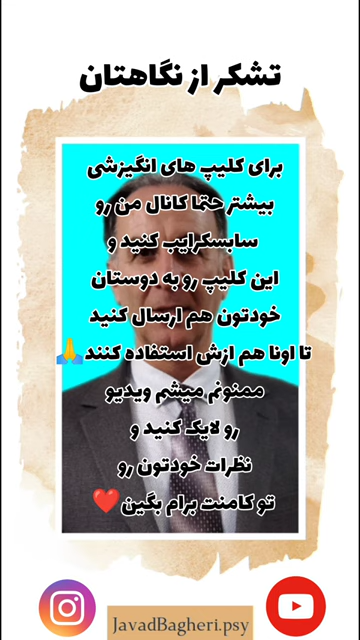 تشکر از نگاهتان
برای کلیپ های انگیزشی
بیشتر حتما کانال من رو
سابسکرایب کنید و
این کلیپ رو به دوستان
خودتون هم ارسال کنید
تا اونا هم ازش استفاده کنند🙏
ممنونم میشم ویدیو
رو لایک کنید و
نظرات خودتون رو
تو کامنت برام بگین❤️
JavadBagheri.psy